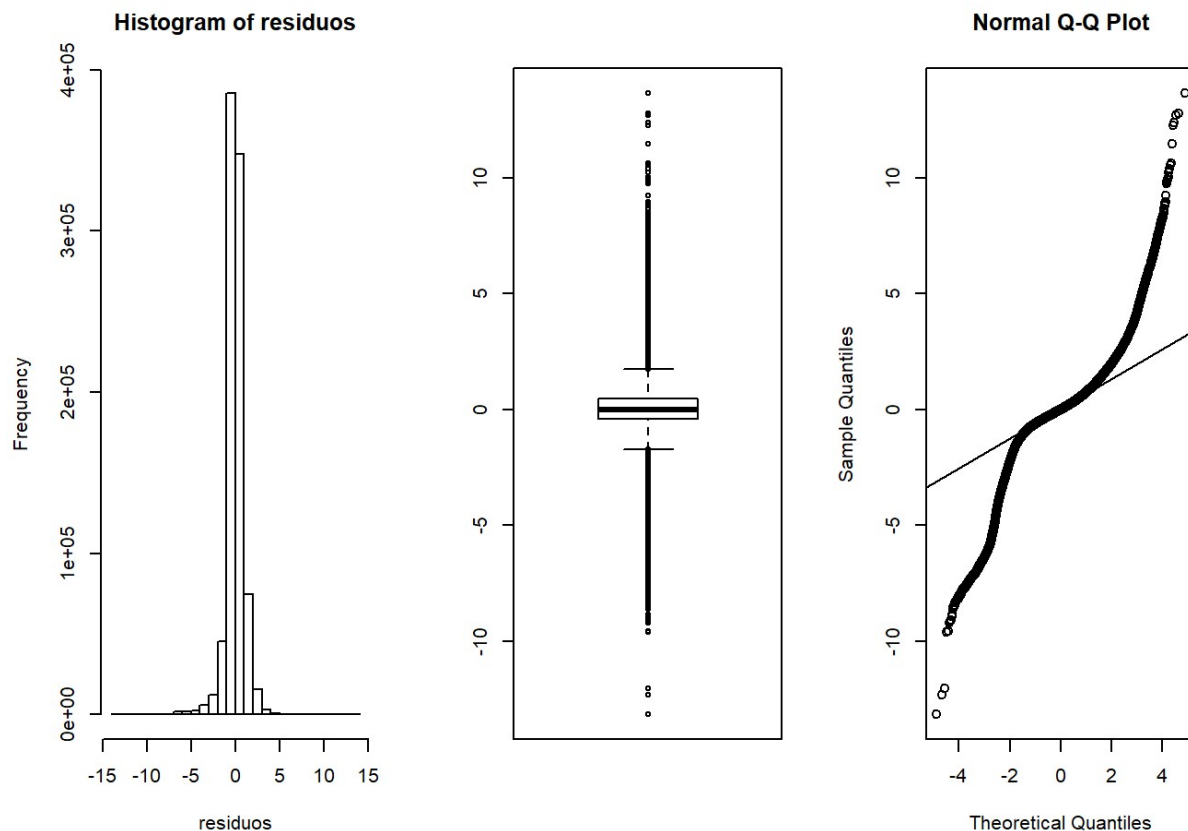 Histogram of residuos
Frequency
4e+05
3e+05
2e+05
1e+05
0e+00
-15 -10 -5 0 5 10 15
residuos
10
5
0
-5
-10
Normal Q-Q Plot
Sample Quantiles
10
5
0
-5
-10
-4 -2 0 2 4
Theoretical Quantiles